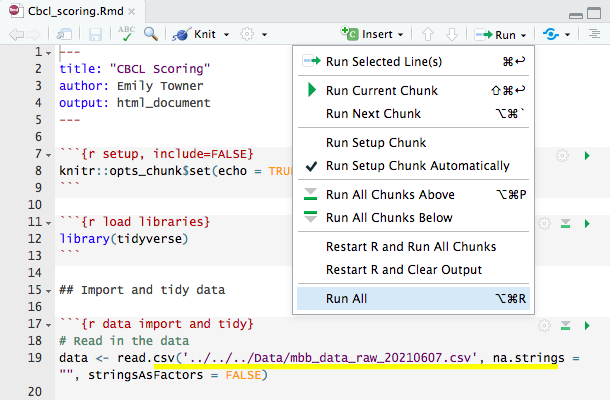 Cbcl_scoring.Rmd
ABC Knit Insert Run
1 ---
2 title: "CBCL Scoring"
3 author: Emily Towner
4 output: html_document
5 ---
6
7 ```{r setup, include=FALSE}
8 knitr::opts_chunk$set(echo = TRU
9 ```
10
11 ```{r load libraries}
12 library(tidyverse)
13 ```
14
15 ## Import and tidy data
16
17 ```{r data import and tidy}
18 # Read in the data
19 data <- read.csv('../../../Data/mbb_data_raw_20210607.csv', na.strings =
"", stringsAsFactors = FALSE)
20
Run Selected Line(s) ⌘↩
Run Current Chunk ⇧⌘↩
Run Next Chunk ⌥⌘`
Run Setup Chunk
✓ Run Setup Chunk Automatically
Run All Chunks Above ⌥⌘P
Run All Chunks Below
Restart R and Run All Chunks
Restart R and Clear Output
Run All ⌥⌘R